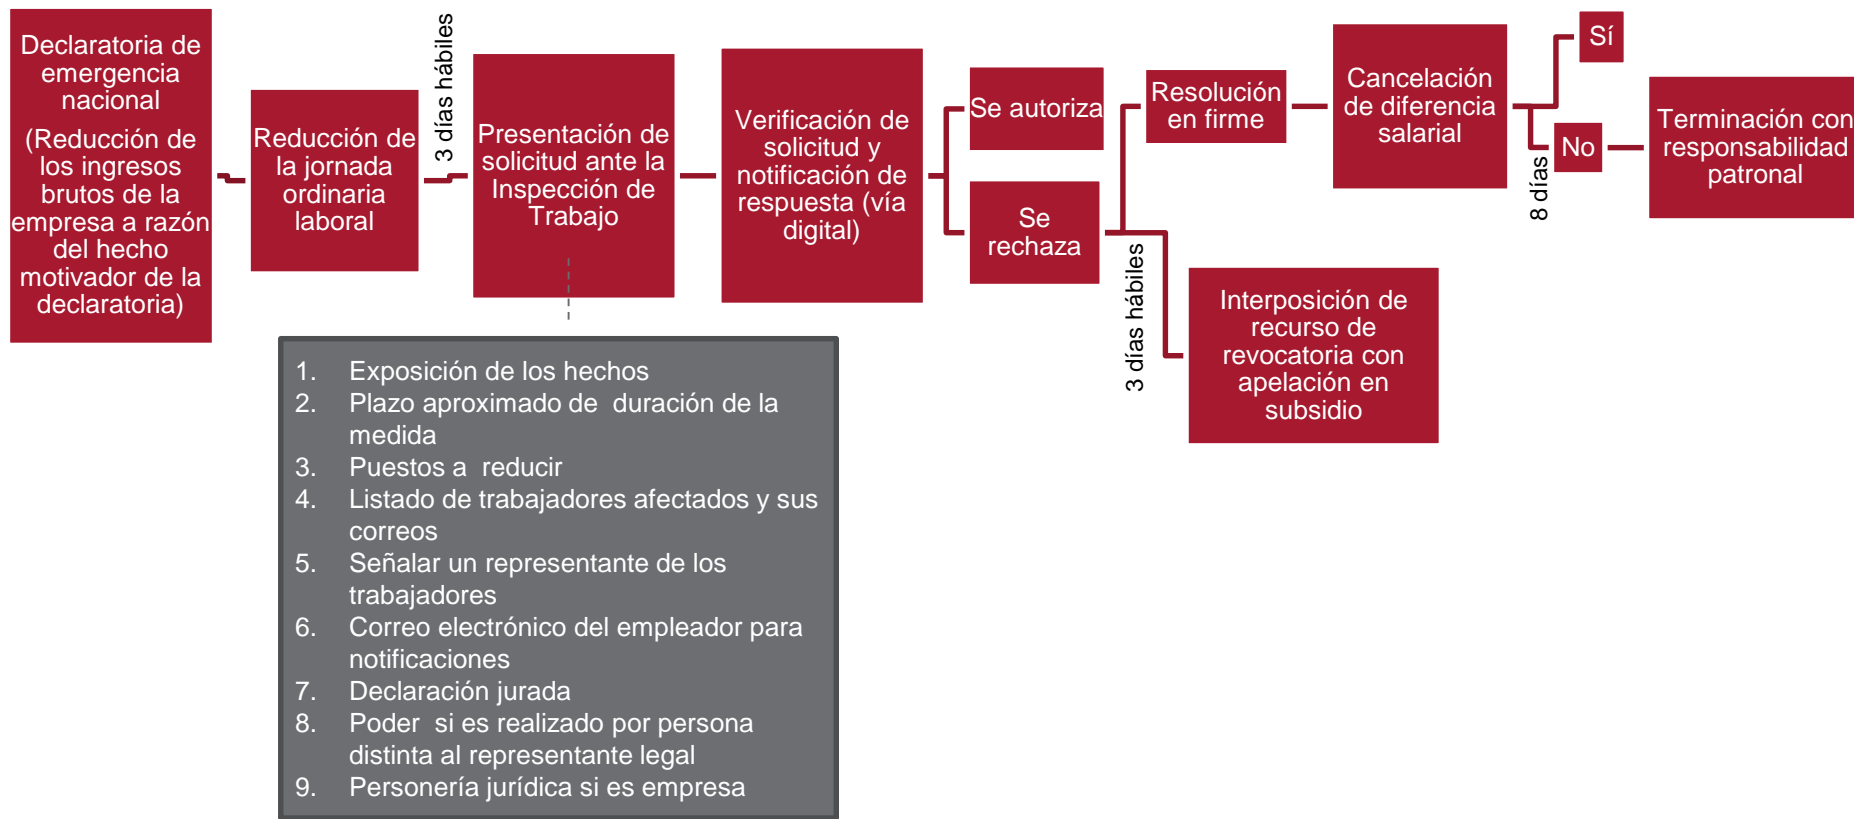 Declaratoria de
emergencia
nacional
(Reducción de
los ingresos
brutos de la
empresa a razón
del hecho
motivador de la
declaratoria)
Reducción de
la jornada
ordinaria
laboral
3 días hábiles
Presentación de
solicitud ante la
Inspección de
Trabajo
Verificación de
solicitud y
notificación de
respuesta (vía
digital)
Se autoriza
Se
rechaza
3 días hábiles
Resolución
en firme
Interposición de
recurso de
revocatoria con
apelación en
subsidio
Cancelación
de diferencia
salarial
Sí
8 días
No
Terminación con
responsabilidad
patronal
1. Exposición de los hechos
2. Plazo aproximado de duración de la
medida
3. Puestos a reducir
4. Listado de trabajadores afectados y sus
correos
5. Señalar un representante de los
trabajadores
6. Correo electrónico del empleador para
notificaciones
7. Declaración jurada
8. Poder si es realizado por persona
distinta al representante legal
9. Personería jurídica si es empresa